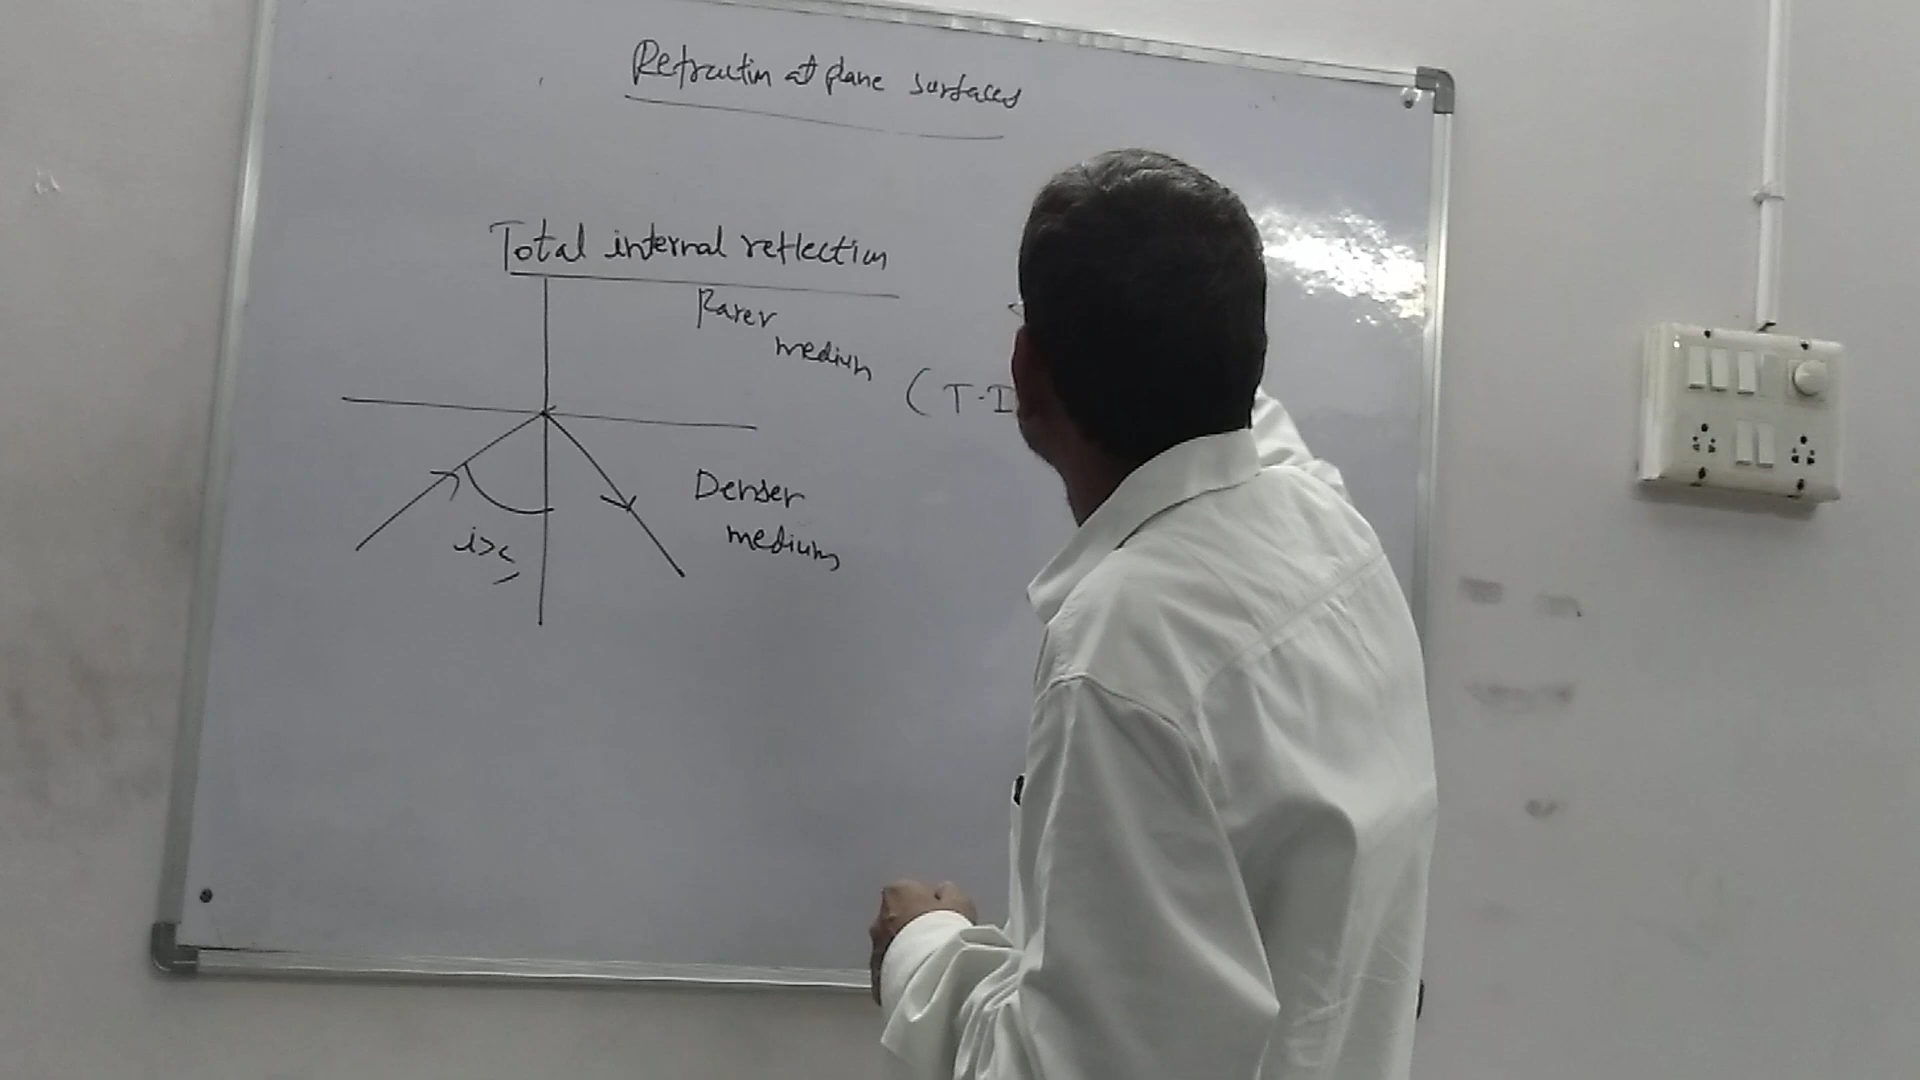 Refraction at plane surfaces
Total internal reflection
Rarer
medium
(T-I
Denser
medium
i>c